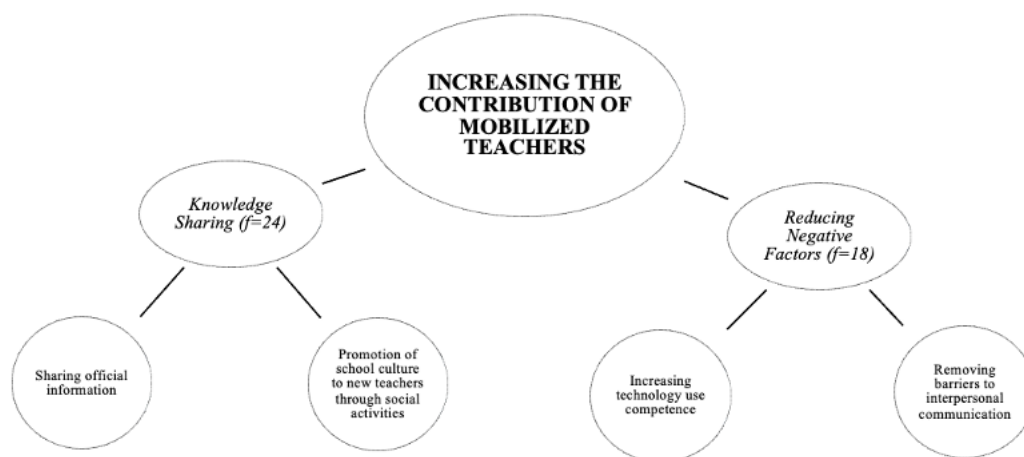 INCREASING THE
CONTRIBUTION OF
MOBILIZED
TEACHERS
Knowledge
Sharing (f=24)
Reducing
Negative
Factors (f=18)
Sharing official
information
Promotion of
school culture
to new teachers
through social
activities
Increasing
technology use
competence
Removing
barriers to
interpersonal
communication